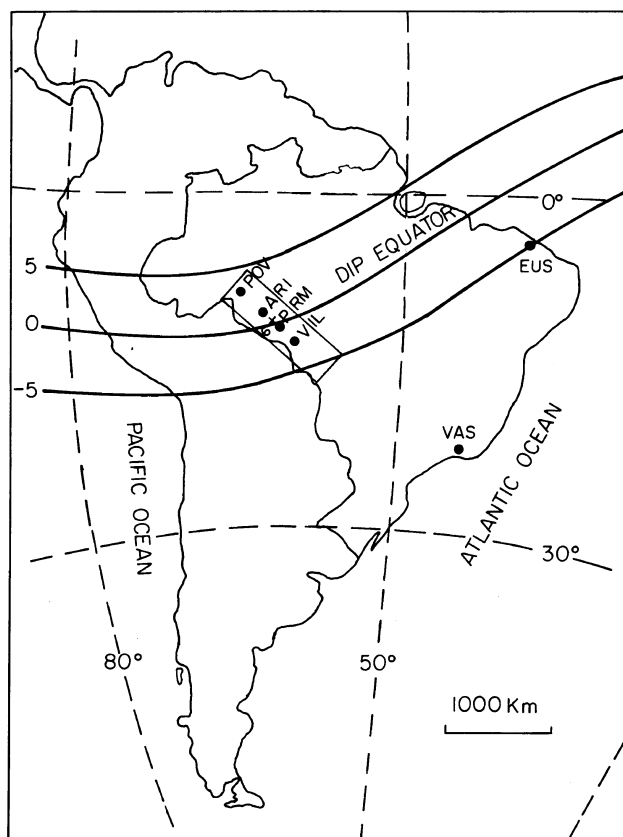 0°
5
POV
DIP EQUATOR
EUS
ARI
0
PRM
VIL
-5
PACIFIC OCEAN
VAS
ATLANTIC OCEAN
30°
80°
50°
1000 Km